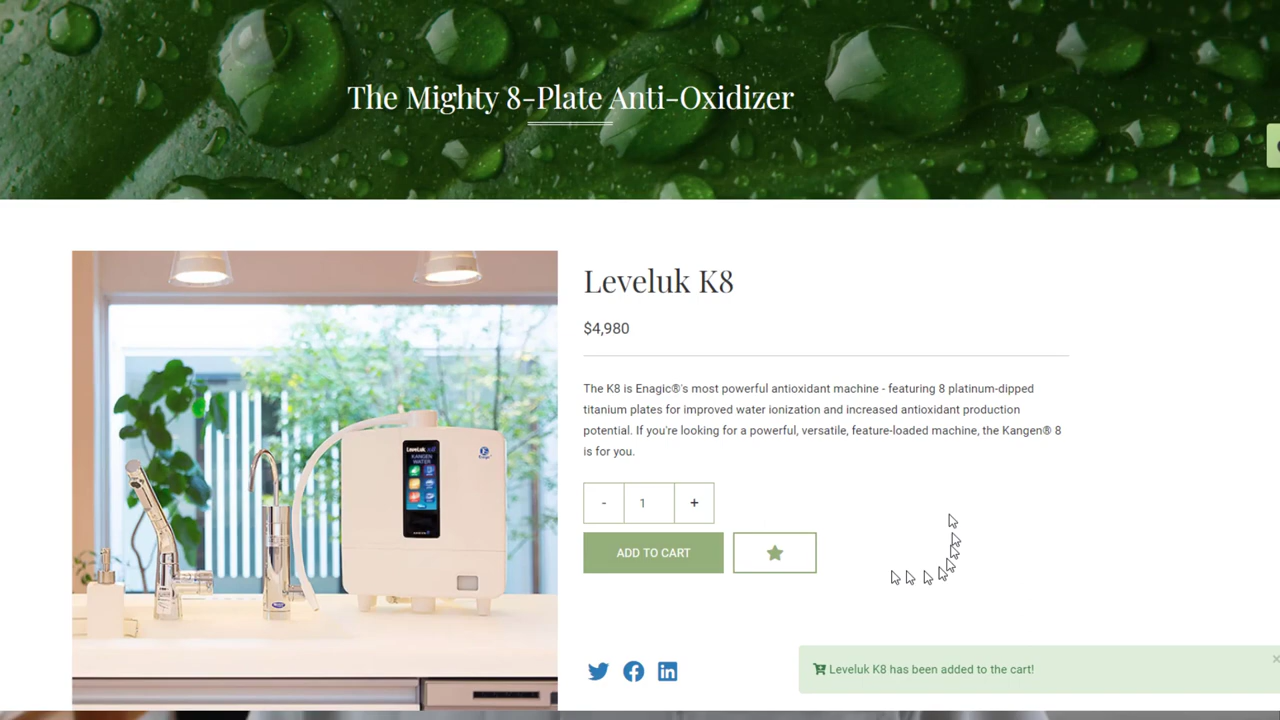 The Mighty 8-Plate Anti-Oxidizer
Leveluk K8
$4,980
The K8 is Enagic®'s most powerful antioxidant machine - featuring 8 platinum-dipped
titanium plates for improved water ionization and increased antioxidant production
potential. If you're looking for a powerful, versatile, feature-loaded machine, the Kangen® 8
is for you.
- 1 +
ADD TO CART
Leveluk K8 has been added to the cart!
×
LeveLuk
KANGEN
WATER